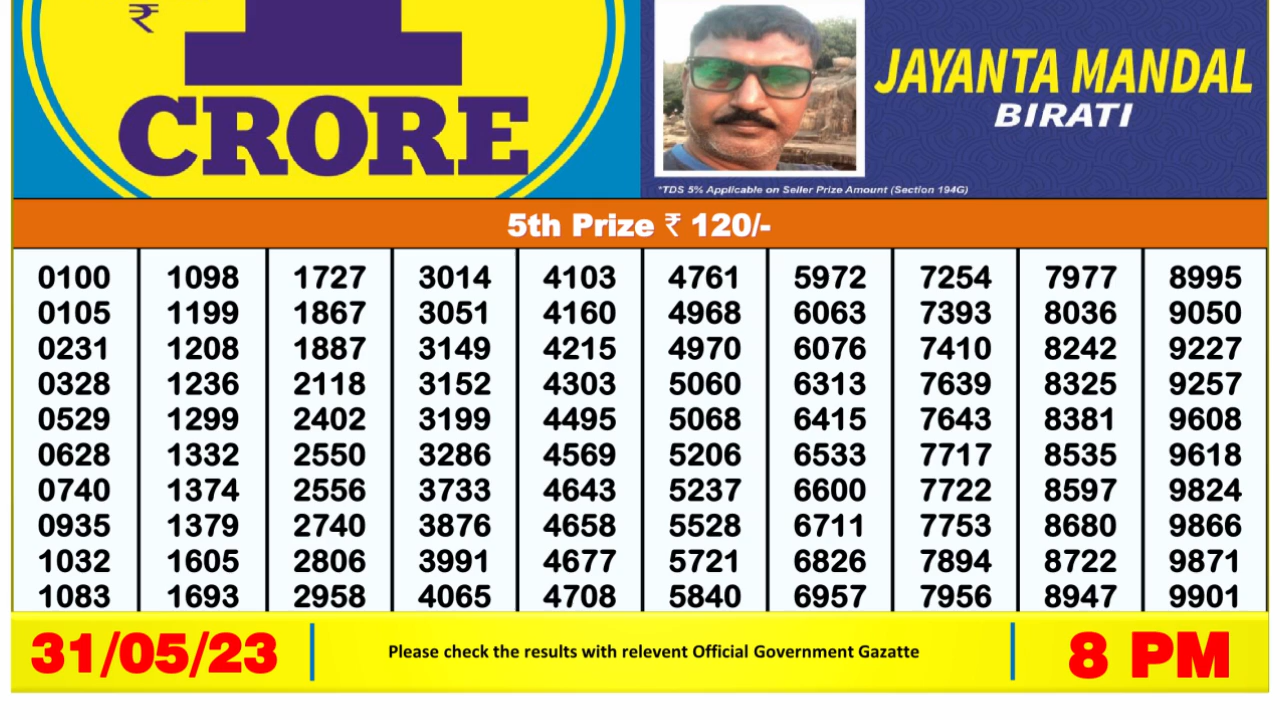 ₹
1
CRORE
JAYANTA MANDAL
BIRATI
*TDS 5% Applicable on Seller Prize Amount (Section 194G)
5th Prize ₹ 120/-
0100 1098 1727 3014 4103 4761 5972 7254 7977 8995
0105 1199 1867 3051 4160 4968 6063 7393 8036 9050
0231 1208 1887 3149 4215 4970 6076 7410 8242 9227
0328 1236 2118 3152 4303 5060 6313 7639 8325 9257
0529 1299 2402 3199 4495 5068 6415 7643 8381 9608
0628 1332 2550 3286 4569 5206 6533 7717 8535 9618
0740 1374 2556 3733 4643 5237 6600 7722 8597 9824
0935 1379 2740 3876 4658 5528 6711 7753 8680 9866
1032 1605 2806 3991 4677 5721 6826 7894 8722 9871
1083 1693 2958 4065 4708 5840 6957 7956 8947 9901
31/05/23
Please check the results with relevent Official Government Gazatte
8 PM